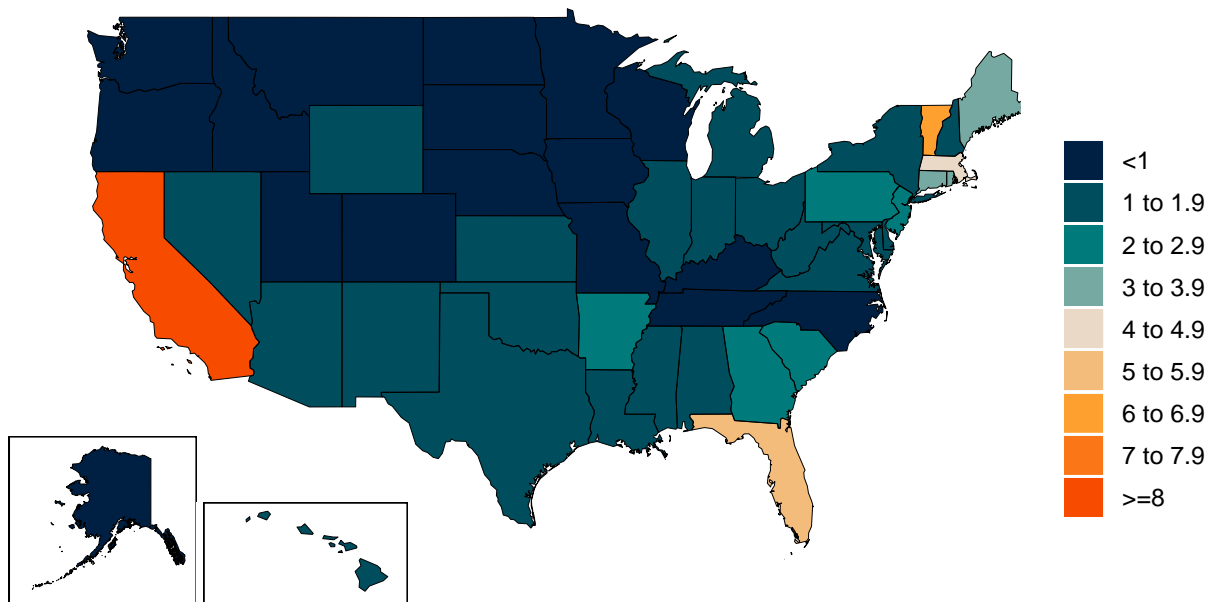 <1
1 to 1.9
2 to 2.9
3 to 3.9
4 to 4.9
5 to 5.9
6 to 6.9
7 to 7.9
>=8